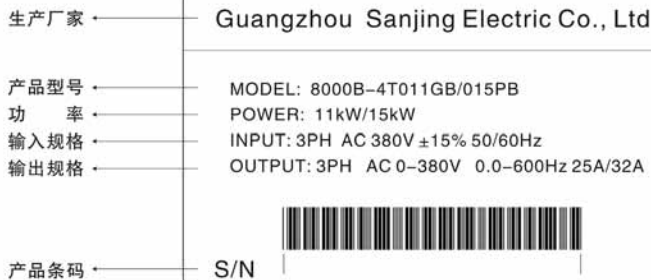 生产厂家 Guangzhou Sanjing Electric Co., Ltd
产品型号 MODEL: 8000B-4T011GB/015PB
功 率 POWER: 11kW/15kW
输入规格 INPUT: 3PH AC 380V ±15% 50/60Hz
输出规格 OUTPUT: 3PH AC 0-380V 0.0-600Hz 25A/32A
产品条码 S/N